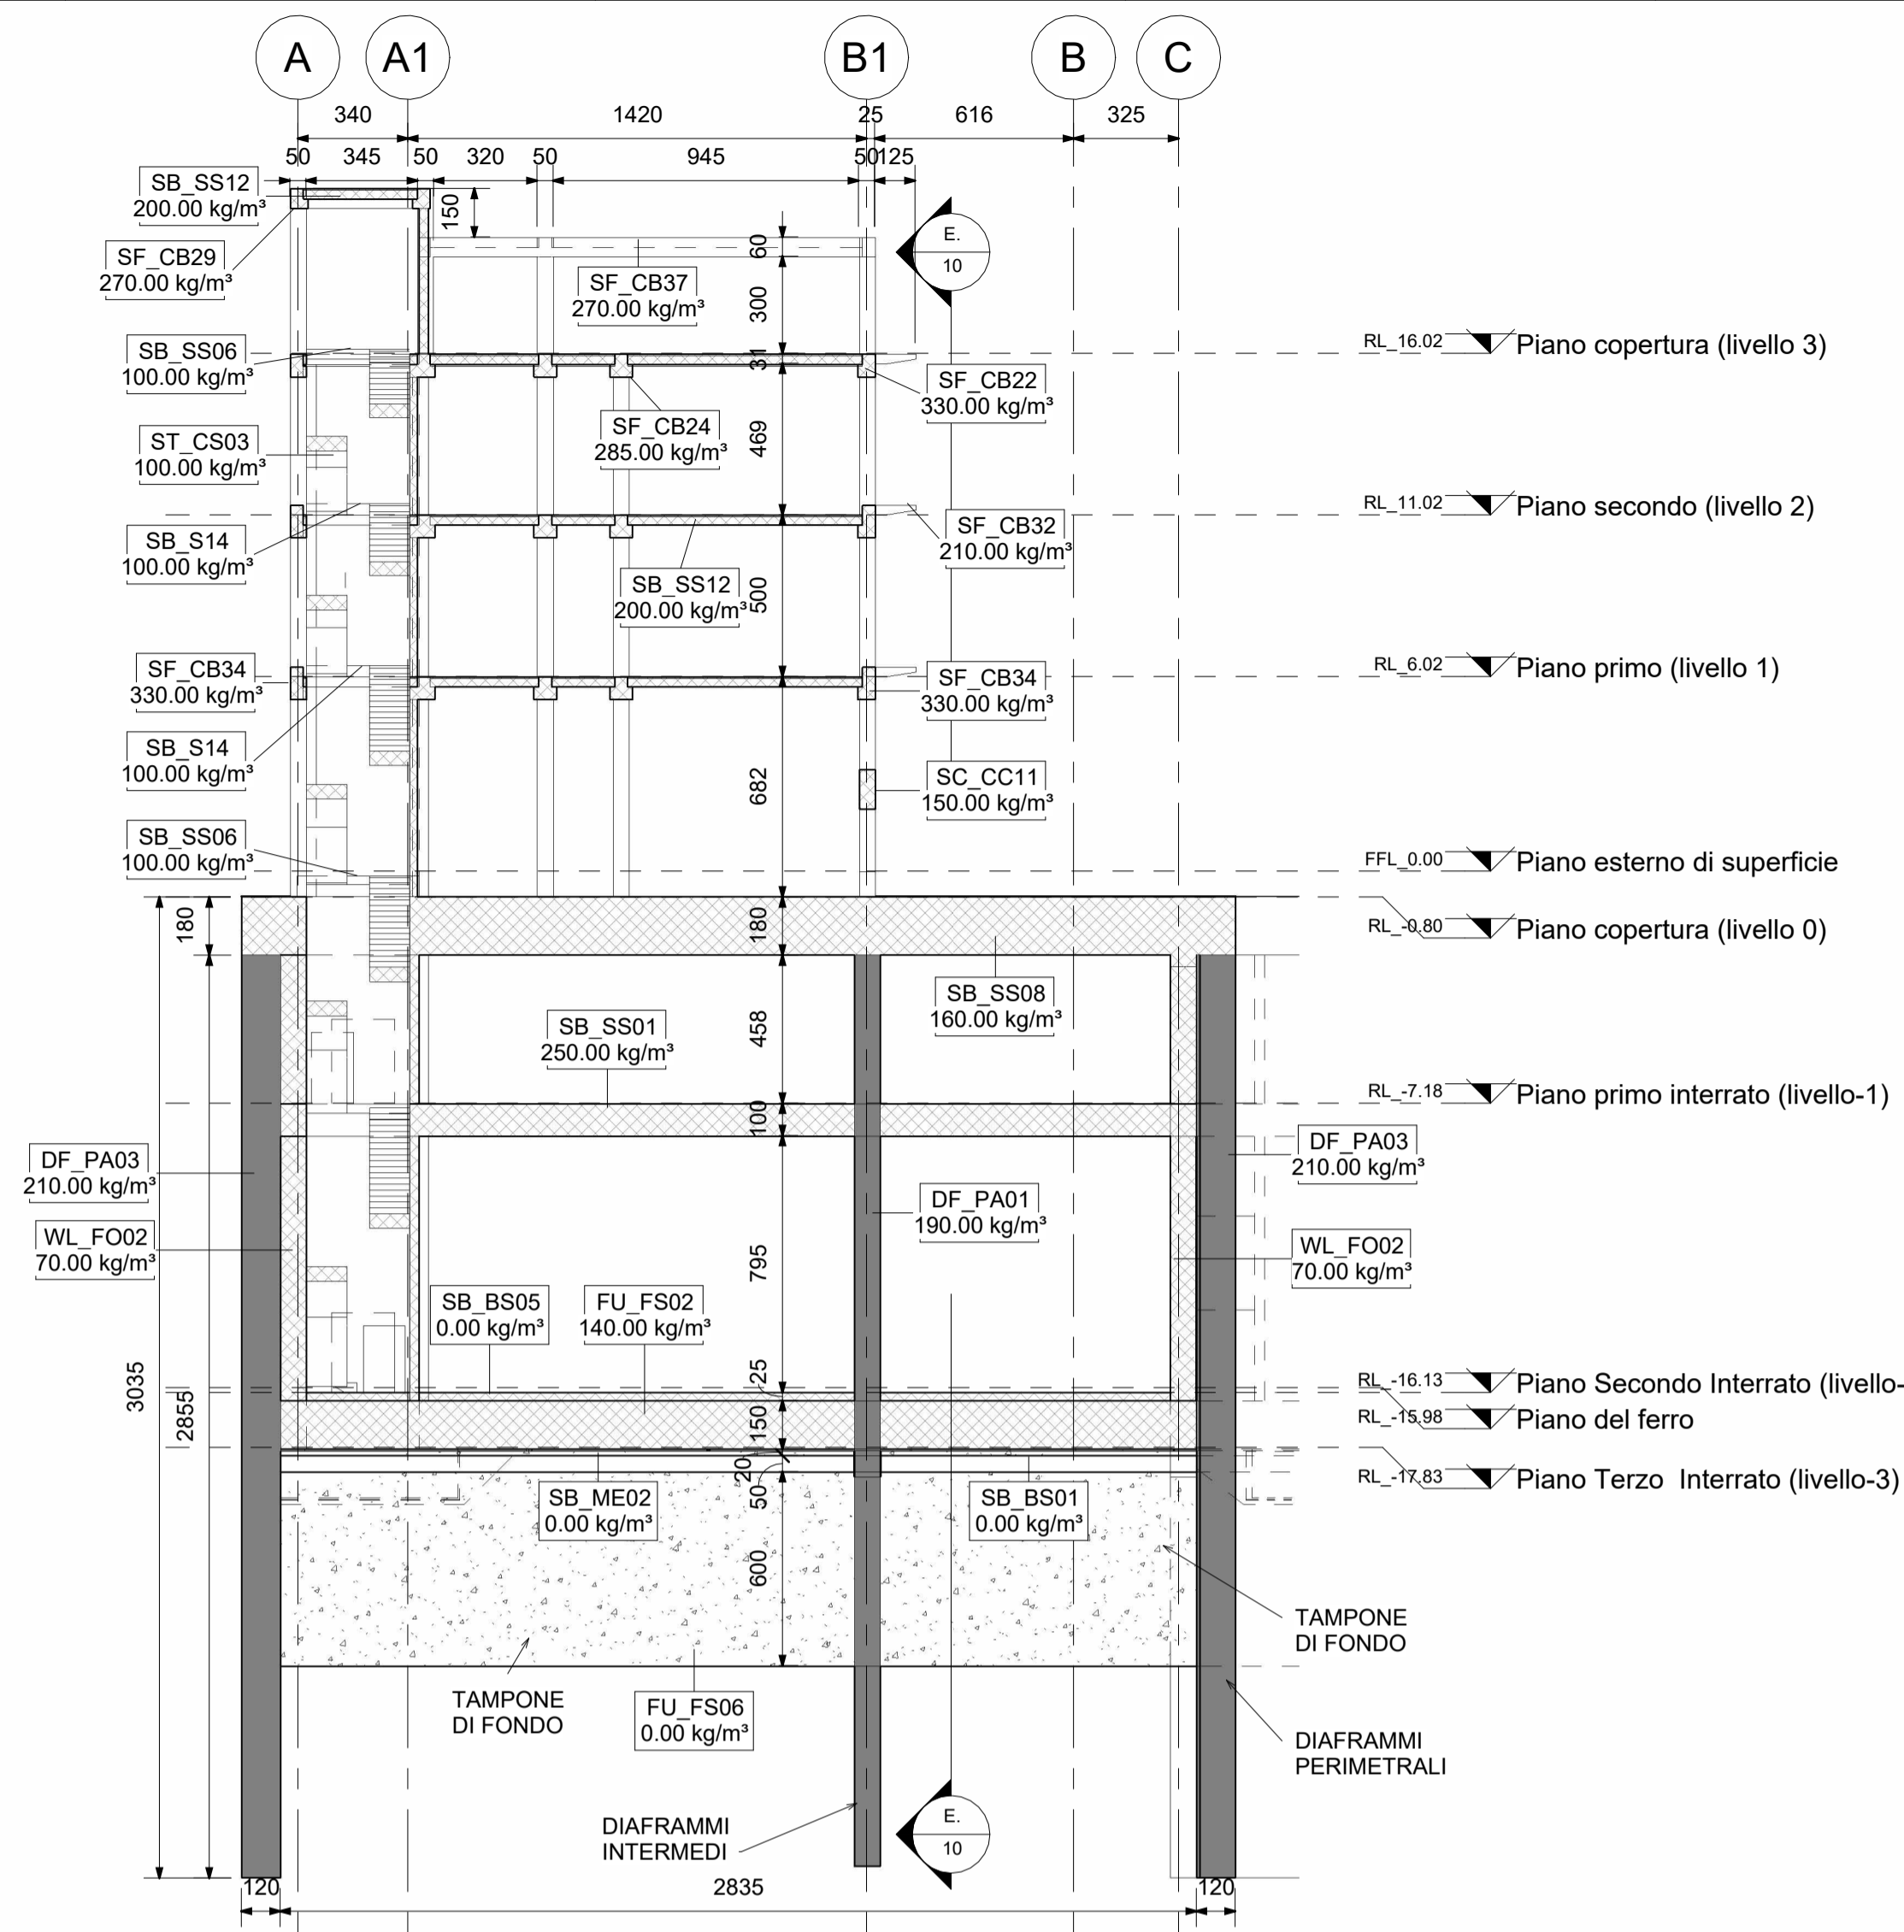 A
A1
B1
B
C
340
1420
25
616
325
50
345
50
320
50
945
50
125
SB_SS12
200.00 kg/m³
150
E.
10
SF_CB29
270.00 kg/m³
60
SF_CB37
270.00 kg/m³
300
SB_SS06
100.00 kg/m³
31
RL_16.02
Piano copertura (livello 3)
SF_CB22
330.00 kg/m³
ST_CS03
100.00 kg/m³
SF_CB24
285.00 kg/m³
469
RL_11.02
Piano secondo (livello 2)
SB_S14
100.00 kg/m³
SF_CB32
210.00 kg/m³
SB_SS12
200.00 kg/m³
500
SF_CB34
330.00 kg/m³
SF_CB34
330.00 kg/m³
RL_6.02
Piano primo (livello 1)
SB_S14
100.00 kg/m³
682
SC_CC11
150.00 kg/m³
SB_SS06
100.00 kg/m³
FFL_0.00
Piano esterno di superficie
180
180
RL_-0.80
Piano copertura (livello 0)
SB_SS08
160.00 kg/m³
SB_SS01
250.00 kg/m³
458
RL_-7.18
Piano primo interrato (livello-1)
100
DF_PA03
210.00 kg/m³
DF_PA03
210.00 kg/m³
DF_PA01
190.00 kg/m³
WL_FO02
70.00 kg/m³
WL_FO02
70.00 kg/m³
795
SB_BS05
0.00 kg/m³
FU_FS02
140.00 kg/m³
3035
2855
25
RL_-16.13
Piano Secondo Interrato (livello-
150
RL_-15.98
Piano del ferro
20
50
RL_-17.83
Piano Terzo Interrato (livello-3)
SB_ME02
0.00 kg/m³
SB_BS01
0.00 kg/m³
600
TAMPONE
DI FONDO
TAMPONE
DI FONDO
FU_FS06
0.00 kg/m³
DIAFRAMMI
PERIMETRALI
DIAFRAMMI
INTERMEDI
E.
10
120
2835
120